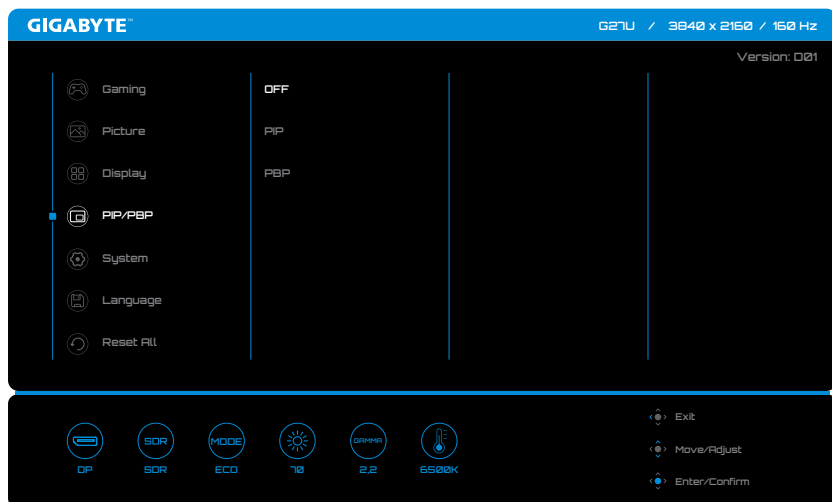 GIGABYTE™ G27U / 3840 x 2160 / 160 Hz
Version: D01
Gaming OFF
Picture PIP
Display PBP
PIP/PBP
System
Language
Reset All
SDR MODE GAMMA
DP SDR ECO 70 2,2 6500K
Exit
Move/Adjust
Enter/Confirm